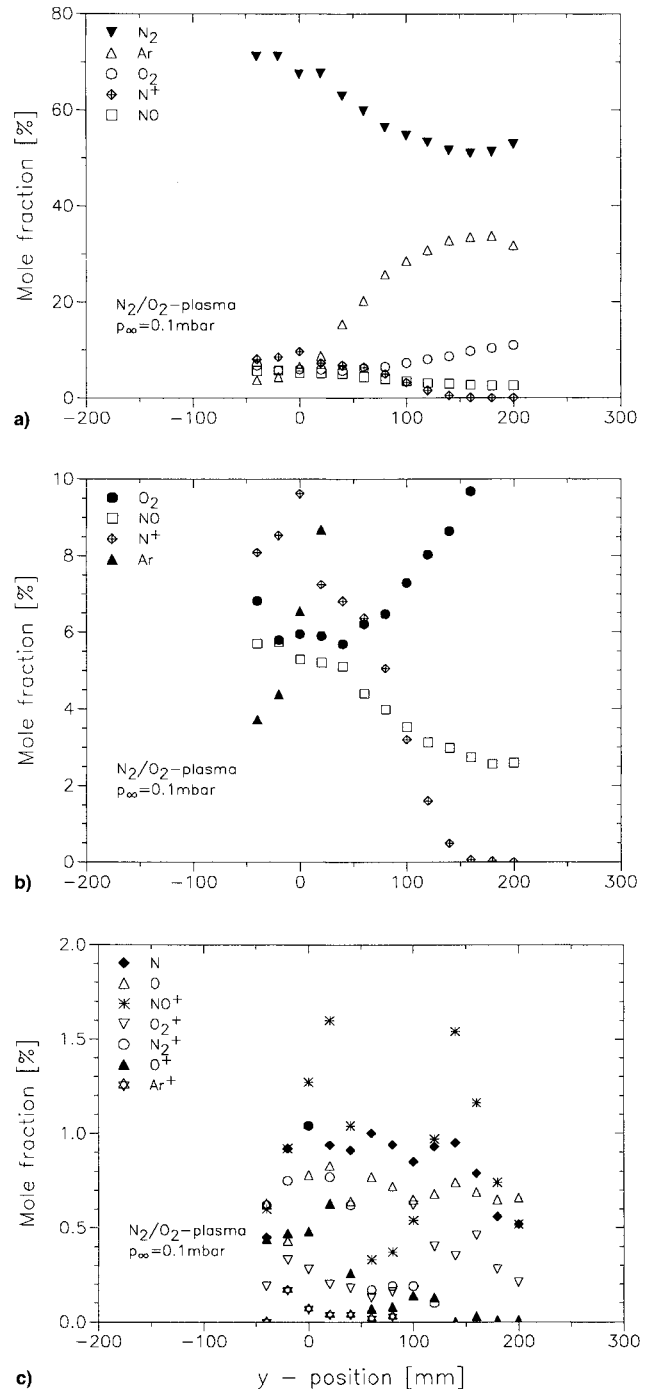 80
60
40
20
0
Mole fraction [%]
N₂
Ar
O₂
N⁺
NO
N₂/O₂-plasma
p∞=0.1mbar
-200
-100
0
100
200
300
a)
10
8
6
4
2
0
Mole fraction [%]
O₂
NO
N⁺
Ar
N₂/O₂-plasma
p∞=0.1mbar
-200
-100
0
100
200
300
b)
2.0
1.5
1.0
0.5
0.0
Mole fraction [%]
N
O
NO⁺
O₂⁺
N₂⁺
O⁺
Ar⁺
N₂/O₂-plasma
p∞=0.1mbar
-200
-100
0
100
200
300
c)
y - position [mm]